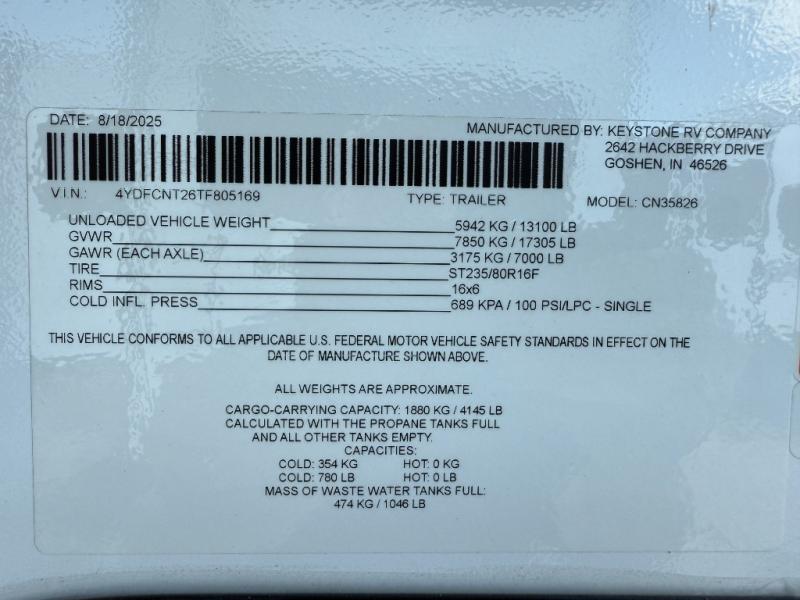 DATE: 8/18/2025
MANUFACTURED BY: KEYSTONE RV COMPANY
2642 HACKBERRY DRIVE
GOSHEN, IN 46526
V I N.: 4YDFCNT26TF805169 TYPE: TRAILER MODEL: CN35826
UNLOADED VEHICLE WEIGHT 5942 KG / 13100 LB
GVWR 7850 KG / 17305 LB
GAWR (EACH AXLE) 3175 KG / 7000 LB
TIRE ST235/80R16F
RIMS 16x6
COLD INFL. PRESS 689 KPA / 100 PSI/LPC - SINGLE
THIS VEHICLE CONFORMS TO ALL APPLICABLE U.S. FEDERAL MOTOR VEHICLE SAFETY STANDARDS IN EFFECT ON THE
DATE OF MANUFACTURE SHOWN ABOVE.
ALL WEIGHTS ARE APPROXIMATE.
CARGO-CARRYING CAPACITY: 1880 KG / 4145 LB
CALCULATED WITH THE PROPANE TANKS FULL
AND ALL OTHER TANKS EMPTY.
CAPACITIES:
COLD: 354 KG HOT: 0 KG
COLD: 780 LB HOT: 0 LB
MASS OF WASTE WATER TANKS FULL:
474 KG / 1046 LB